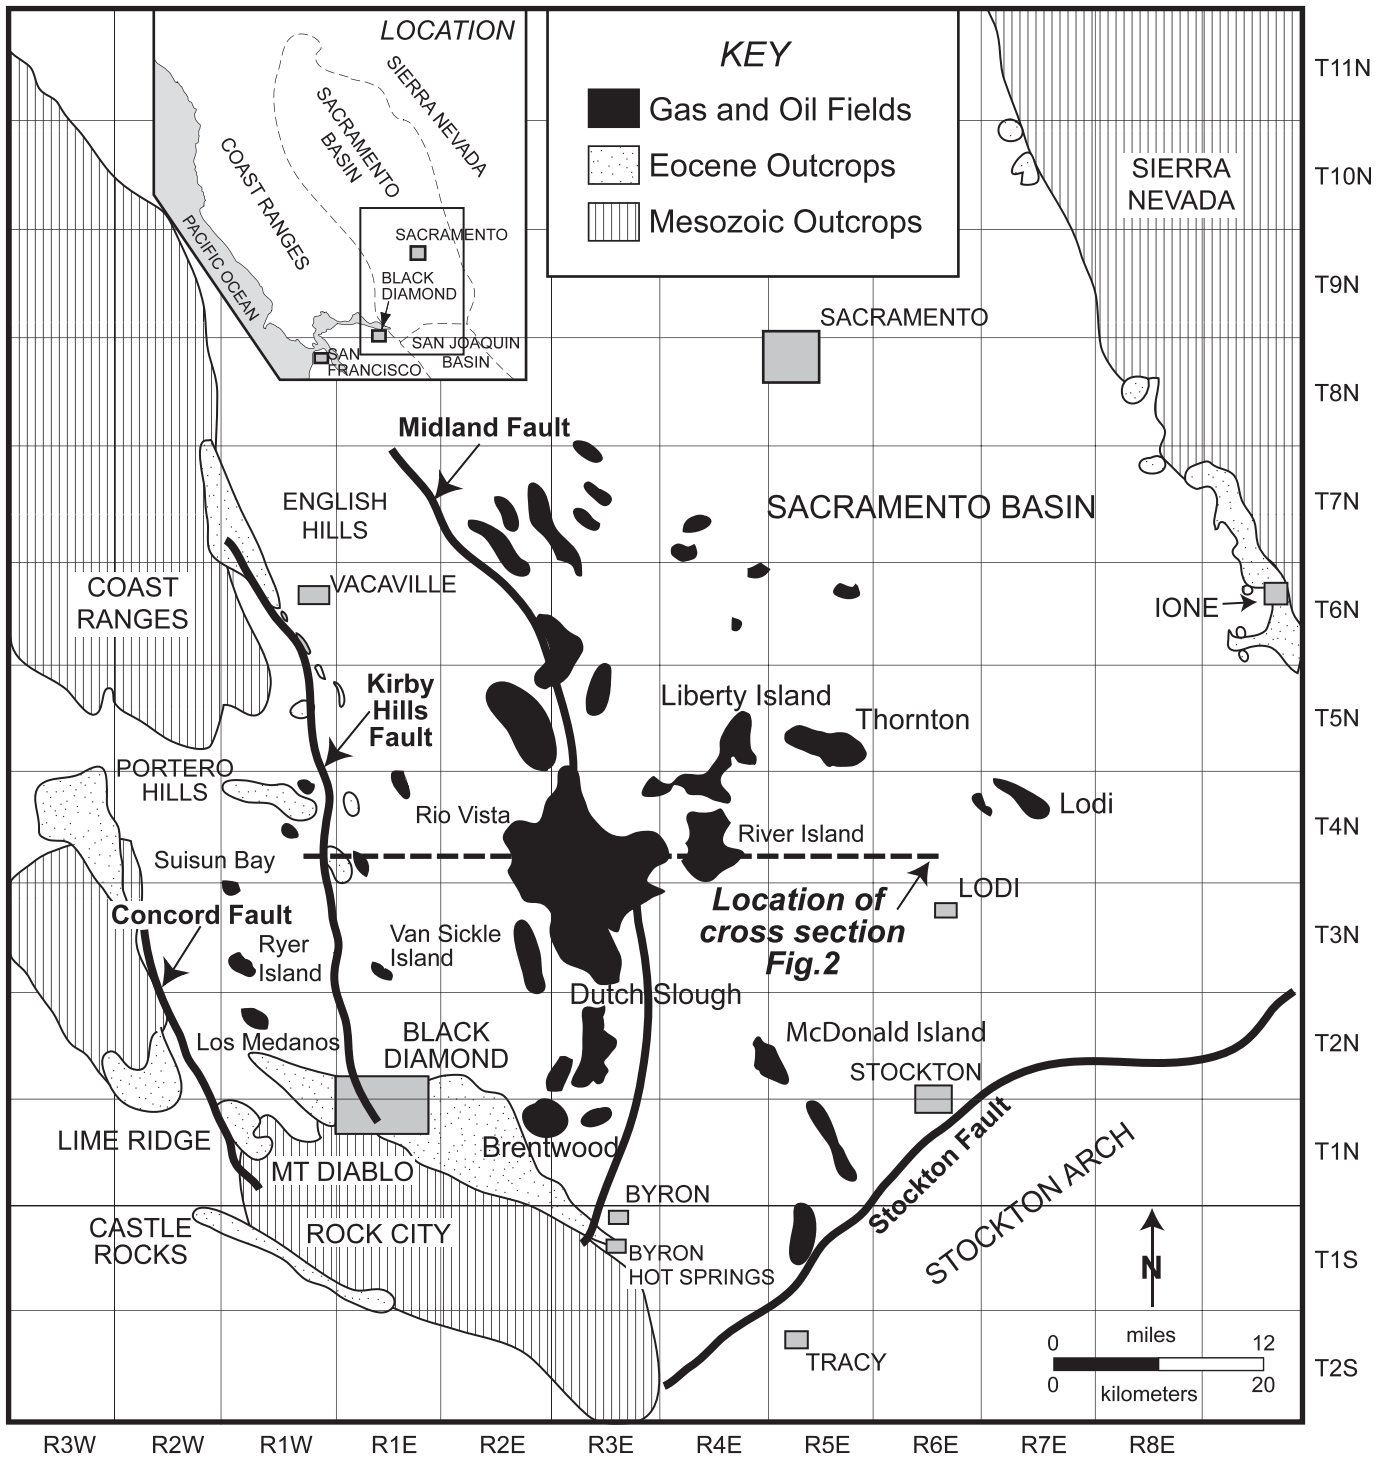 LOCATION
SIERRA NEVADA
SACRAMENTO
BASIN
COAST RANGES
PACIFIC OCEAN
SACRAMENTO
BLACK
DIAMOND
SAN JOAQUIN
BASIN
SAN
FRANCISCO
KEY
Gas and Oil Fields
Eocene Outcrops
Mesozoic Outcrops
SIERRA
NEVADA
T11N
T10N
T9N
T8N
T7N
T6N
T5N
T4N
T3N
T2N
T1N
T1S
T2S
SACRAMENTO
Midland Fault
ENGLISH
HILLS
SACRAMENTO BASIN
COAST
RANGES
VACAVILLE
IONE
Kirby
Hills
Fault
Liberty Island
Thornton
PORTERO
HILLS
Rio Vista
River Island
Lodi
Suisun Bay
LODI
Location of
cross section
Fig.2
Concord Fault
Ryer
Island
Van Sickle
Island
Dutch Slough
Los Medanos
BLACK
DIAMOND
McDonald Island
STOCKTON
LIME RIDGE
MT DIABLO
Brentwood
Stockton Fault
STOCKTON ARCH
CASTLE
ROCKS
ROCK CITY
BYRON
BYRON
HOT SPRINGS
N
TRACY
0 miles 12
0 kilometers 20
R3W R2W R1W R1E R2E R3E R4E R5E R6E R7E R8E